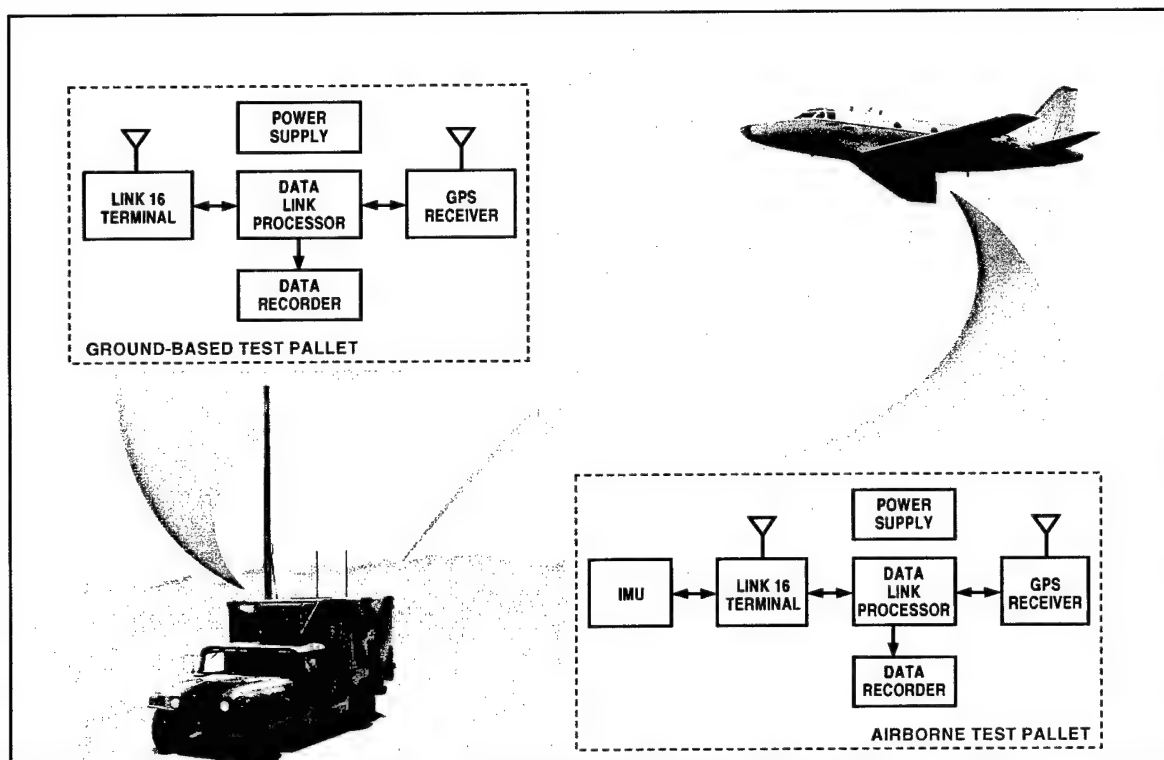 POWER
SUPPLY
LINK 16
TERMINAL
DATA
LINK
PROCESSOR
GPS
RECEIVER
DATA
RECORDER
GROUND-BASED TEST PALLET
POWER
SUPPLY
IMU
LINK 16
TERMINAL
DATA
LINK
PROCESSOR
GPS
RECEIVER
DATA
RECORDER
AIRBORNE TEST PALLET